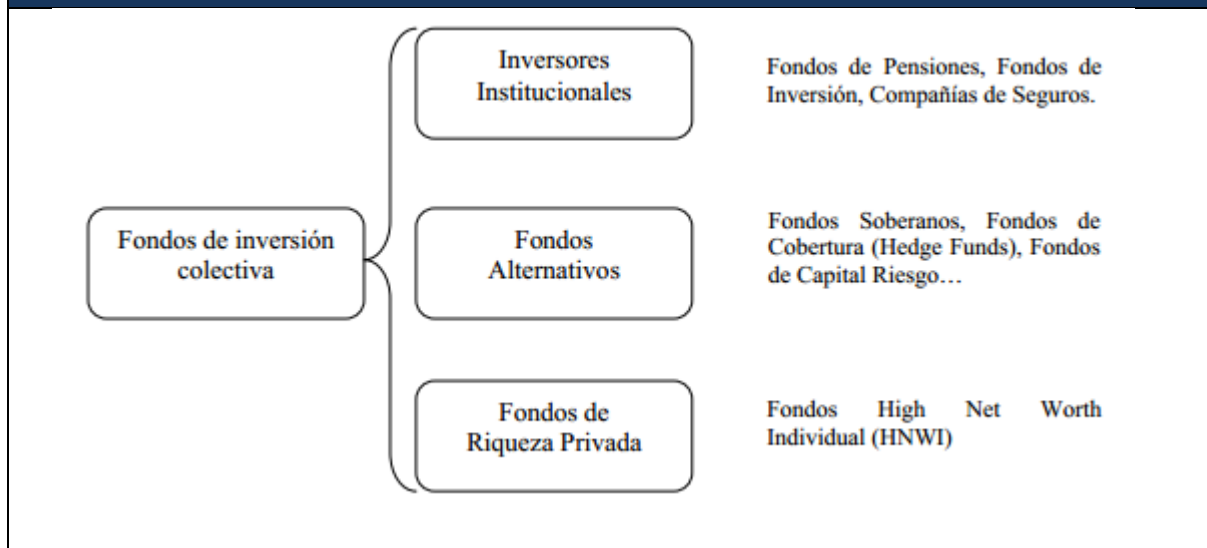 Inversores
Institucionales
Fondos de Pensiones, Fondos de
Inversión, Compañías de Seguros.
Fondos de inversión
colectiva
Fondos
Alternativos
Fondos Soberanos, Fondos de
Cobertura (Hedge Funds), Fondos
de Capital Riesgo…
Fondos de
Riqueza Privada
Fondos High Net Worth
Individual (HNWI)